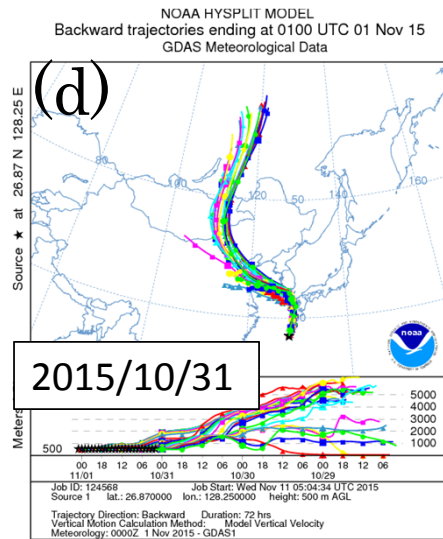 NOAA HYSPLIT MODEL
Backward trajectories ending at 0100 UTC 01 Nov 15
GDAS Meteorological Data
(d)
Source ★ at 26.87 N 128.25 E
80
120
140
160
noaa
2015/10/31
Meters
500
5000
4000
3000
2000
1000
00 18 12 06 00 18 12 06 00 18 12 06 00 18 12 06
11/01 10/31 10/30 10/29
Job ID: 124568 Job Start: Wed Nov 11 05:04:34 UTC 2015
Source 1 lat.: 26.870000 lon.: 128.250000 height: 500 m AGL
Trajectory Direction: Backward Duration: 72 hrs
Vertical Motion Calculation Method: Model Vertical Velocity
Meteorology: 0000Z 1 Nov 2015 - GDAS1